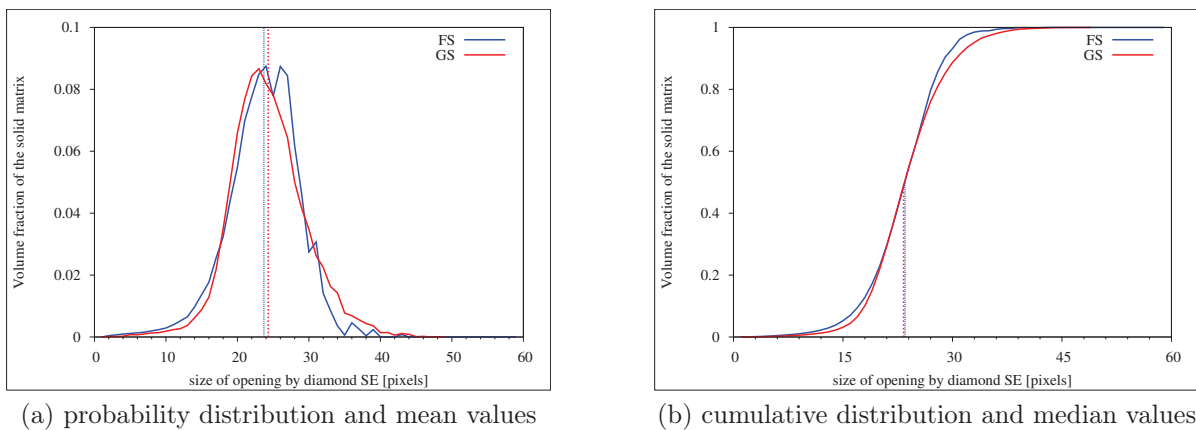 Volume fraction of the solid matrix
0.1
0.08
0.06
0.04
0.02
0
FS
GS
0 10 20 30 40 50 60
size of opening by diamond SE [pixels]
(a) probability distribution and mean values
Volume fraction of the solid matrix
1
0.8
0.6
0.4
0.2
0
FS
GS
0 15 30 45 60
size of opening by diamond SE [pixels]
(b) cumulative distribution and median values